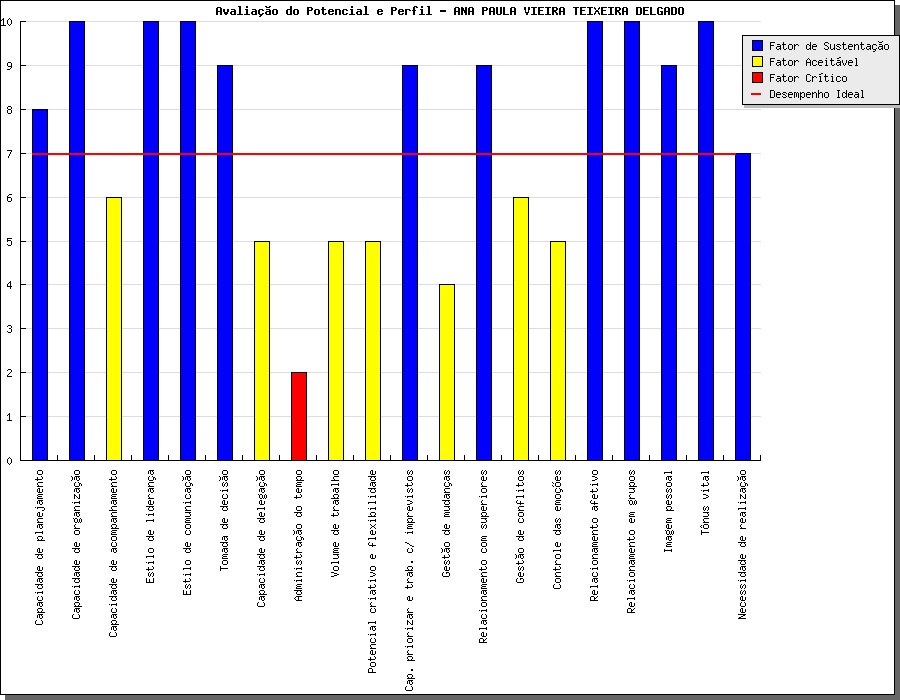 Avaliação do Potencial e Perfil - ANA PAULA VIEIRA TEIXEIRA DELGADO
10
9
8
7
6
5
4
3
2
1
0
Fator de Sustentação
Fator Aceitável
Fator Crítico
Desempenho Ideal
Capacidade de planejamento
Capacidade de organização
Capacidade de acompanhamento
Estilo de liderança
Estilo de comunicação
Tomada de decisão
Capacidade de delegação
Administração do tempo
Volume de trabalho
Potencial criativo e flexibilidade
Cap. priorizar e trab. c/ imprevistos
Gestão de mudanças
Relacionamento com superiores
Gestão de conflitos
Controle das emoções
Relacionamento afetivo
Relacionamento em grupos
Imagem pessoal
Tônus vital
Necessidade de realização